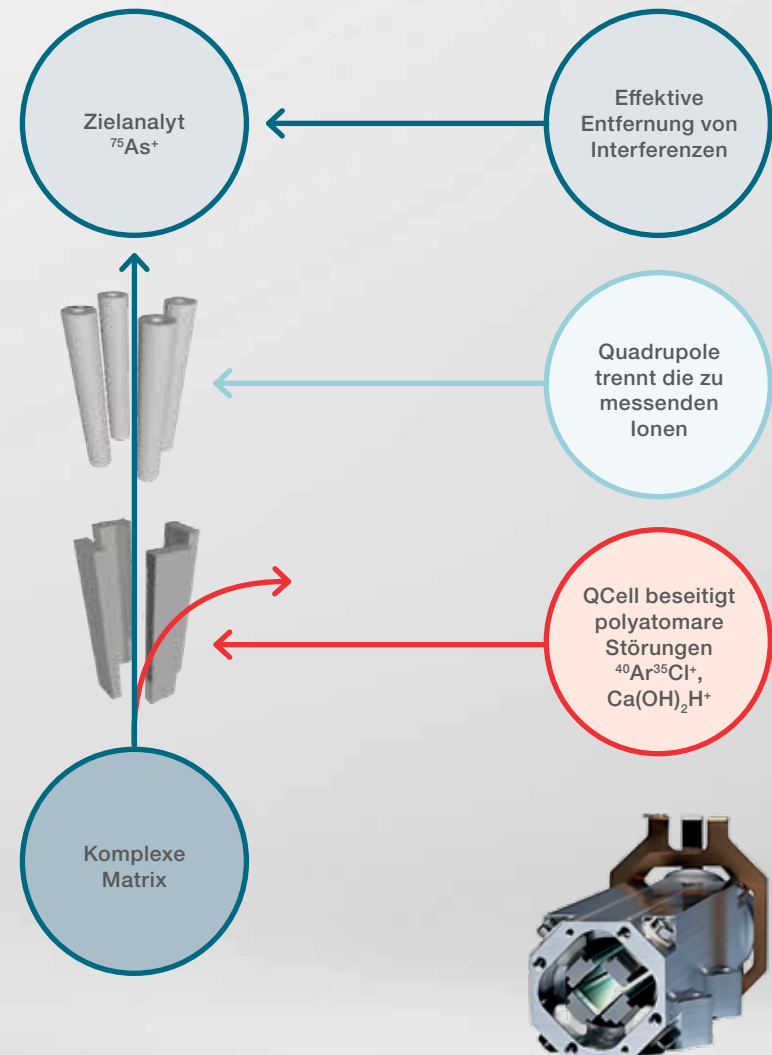 Zielanalyt
⁷⁵As⁺
Effektive
Entfernung von
Interferenzen
Quadrupole
trennt die zu
messenden
Ionen
QCell beseitigt
polyatomare
Störungen
⁴⁰Ar³⁵Cl⁺,
Ca(OH)₂H⁺
Komplexe
Matrix